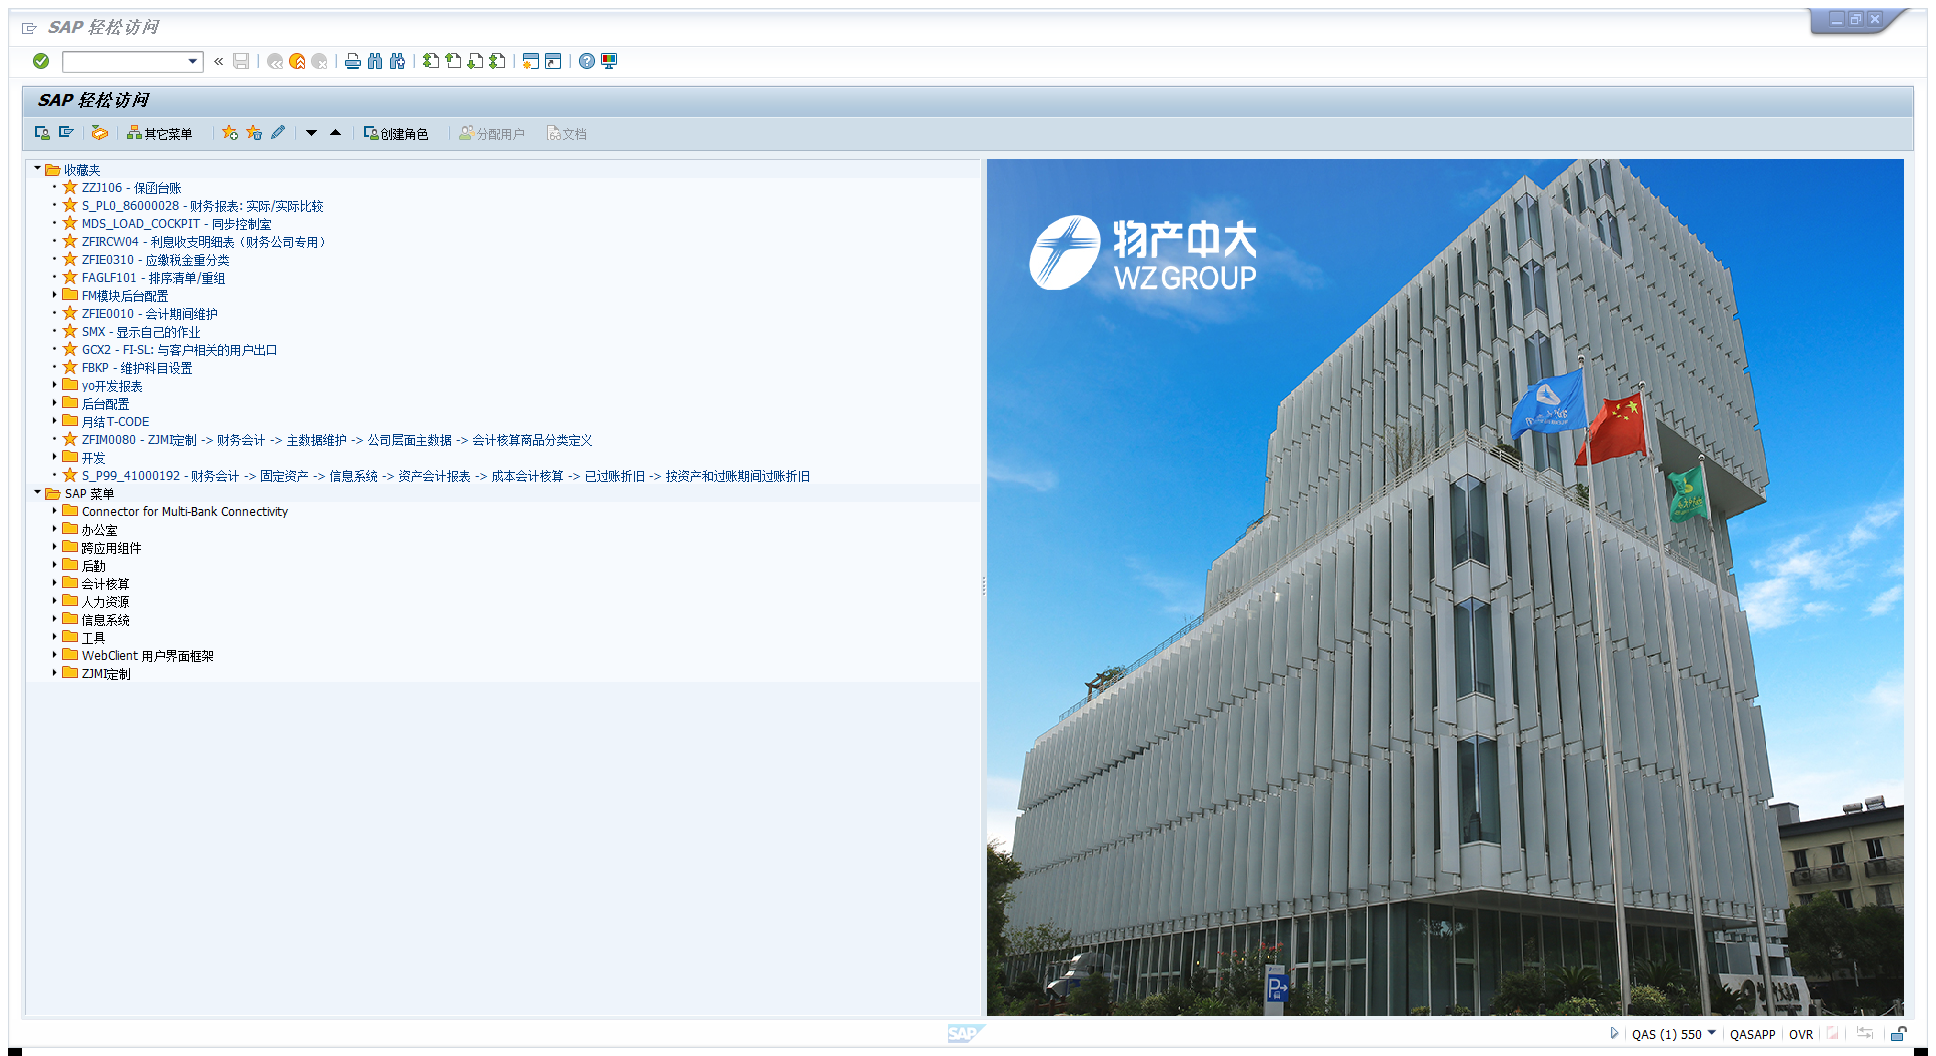 SAP 轻松访问
SAP 轻松访问
其它菜单
创建角色
分配用户
文档
收藏夹
ZZJ106 - 保函台账
S_PL0_86000028 - 财务报表: 实际/实际比较
MDS_LOAD_COCKPIT - 同步控制室
ZFIRCW04 - 利息收支明细表（财务公司专用）
ZFIE0310 - 应缴税金重分类
FAGLF101 - 排序清单/重组
FM模块后台配置
ZFIE0010 - 会计期间维护
SMX - 显示自己的作业
GCX2 - FI-SL: 与客户相关的用户出口
FBKP - 维护科目设置
yo开发报表
后台配置
月结T-CODE
ZFIM0080 - ZJMI定制 -> 财务会计 -> 主数据维护 -> 公司层面主数据 -> 会计核算商品分类定义
开发
S_P99_41000192 - 财务会计 -> 固定资产 -> 信息系统 -> 资产会计报表 -> 成本会计核算 -> 已过账折旧 -> 按资产和过账期间过账折旧
SAP 菜单
Connector for Multi-Bank Connectivity
办公室
跨应用组件
后勤
会计核算
人力资源
信息系统
工具
WebClient 用户界面框架
ZJMI定制
物产中大
WZ GROUP
P
SAP
QAS (1) 550
QASAPP
OVR